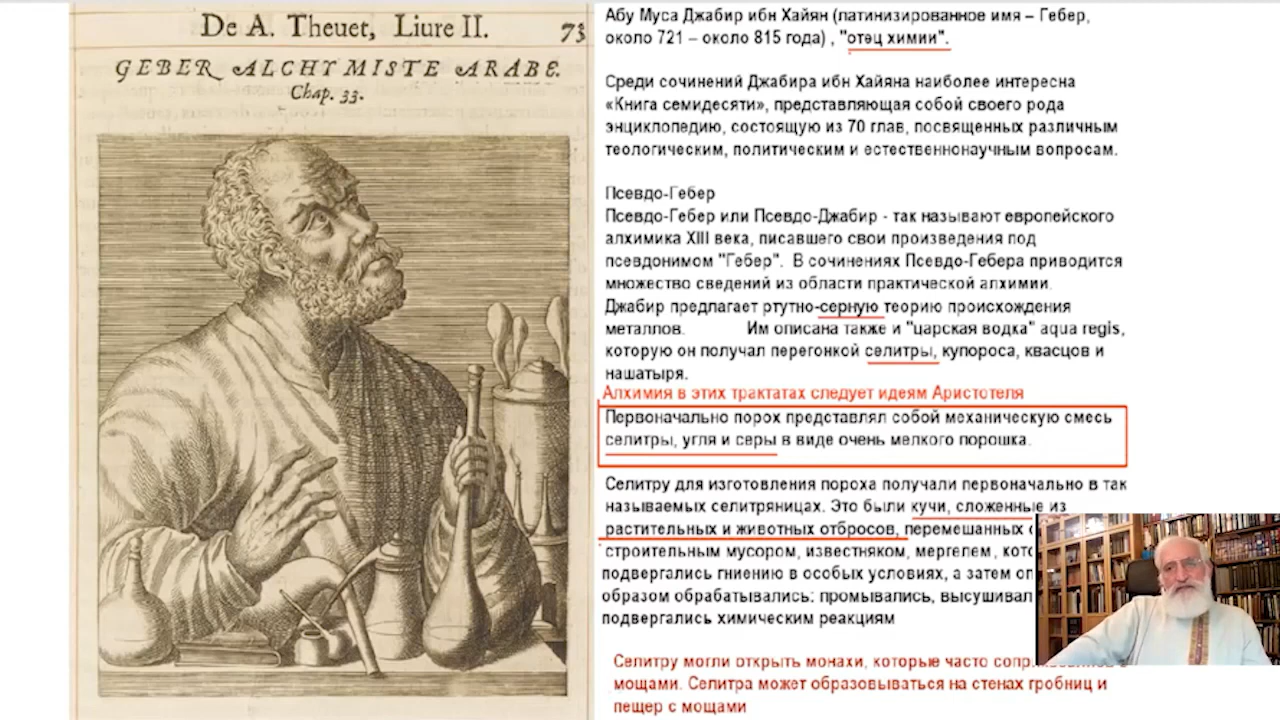 De A. Theuet, Liure II. 73
GEBER ALCHYMISTE ARABE.
Chap. 33.
Абу Муса Джабир ибн Хайян (латинизированное имя – Гебер,
около 721 – около 815 года) , "отец химии".
Среди сочинений Джабира ибн Хайяна наиболее интересна
«Книга семидесяти», представляющая собой своего рода
энциклопедию, состоящую из 70 глав, посвященных различным
теологическим, политическим и естественнонаучным вопросам.
Псевдо-Гебер
Псевдо-Гебер или Псевдо-Джабир - так называют европейского
алхимика XIII века, писавшего свои произведения под
псевдонимом "Гебер". В сочинениях Псевдо-Гебера приводится
множество сведений из области практической алхимии.
Джабир предлагает ртутно-серную теорию происхождения
металлов. Им описана также и "царская водка" aqua regis,
которую он получал перегонкой селитры, купороса, квасцов и
нашатыря.
Алхимия в этих трактатах следует идеям Аристотеля
Первоначально порох представлял собой механическую смесь
селитры, угля и серы в виде очень мелкого порошка.
Селитру для изготовления пороха получали первоначально в так
называемых селитряницах. Это были кучи, сложенные из
растительных и животных отбросов, перемешанных
строительным мусором, известняком, мергелем,
подвергались гниению в особых условиях, а затем
образом обрабатывались: промывались,
подвергались химическим реакциям
Селитру могли открыть монахи, которые часто
мощами. Селитра может образовываться на стенах гробниц и
пещер с мощами